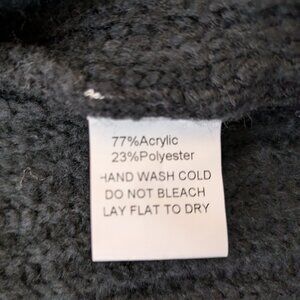 77%Acrylic
23%Polyester
HAND WASH COLD
DO NOT BLEACH
LAY FLAT TO DRY